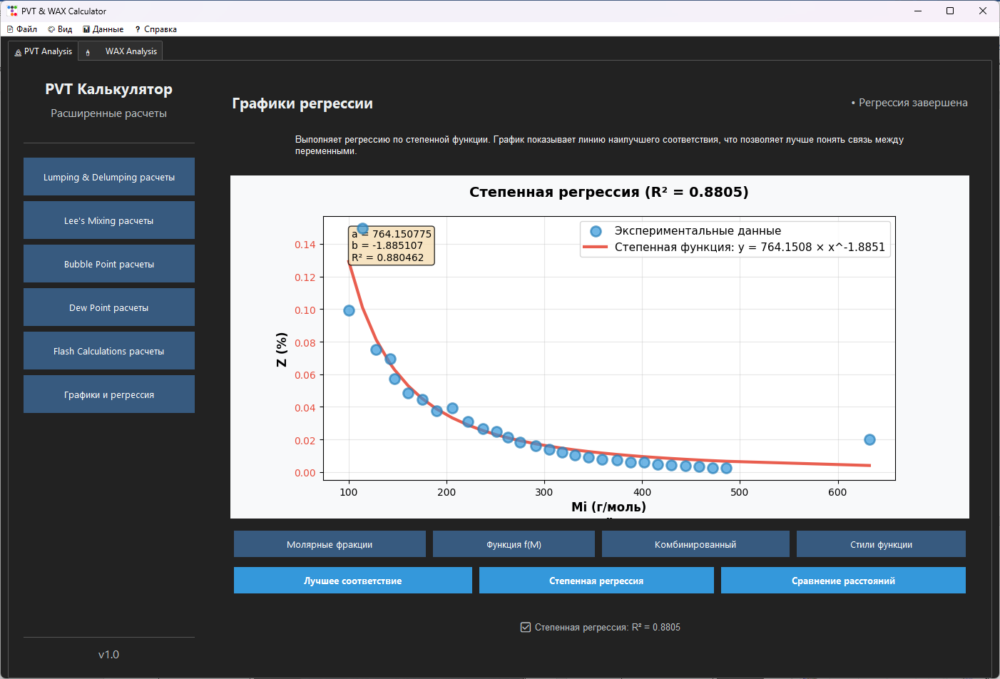 PVT & WAX Calculator
Файл Вид Данные ? Справка
PVT Analysis WAX Analysis
PVT Калькулятор
Расширенные расчеты
Lumping & Delumping расчеты
Lee's Mixing расчеты
Bubble Point расчеты
Dew Point расчеты
Flash Calculations расчеты
Графики и регрессия
v1.0
Графики регрессии
• Регрессия завершена
Выполняет регрессию по степенной функции. График показывает линию наилучшего соответствия, что позволяет лучше понять связь между
переменными.
Степенная регрессия (R² = 0.8805)
a = 764.150775
b = -1.885107
R² = 0.880462
Экспериментальные данные
Степенная функция: y = 764.1508 × x^-1.8851
Z (%)
0.14
0.12
0.10
0.08
0.06
0.04
0.02
0.00
100 200 300 400 500 600
Mi (г/моль)
Молярные фракции Функция f(M) Комбинированный Стили функции
Лучшее соответствие Степенная регрессия Сравнение расстояний
Степенная регрессия: R² = 0.8805